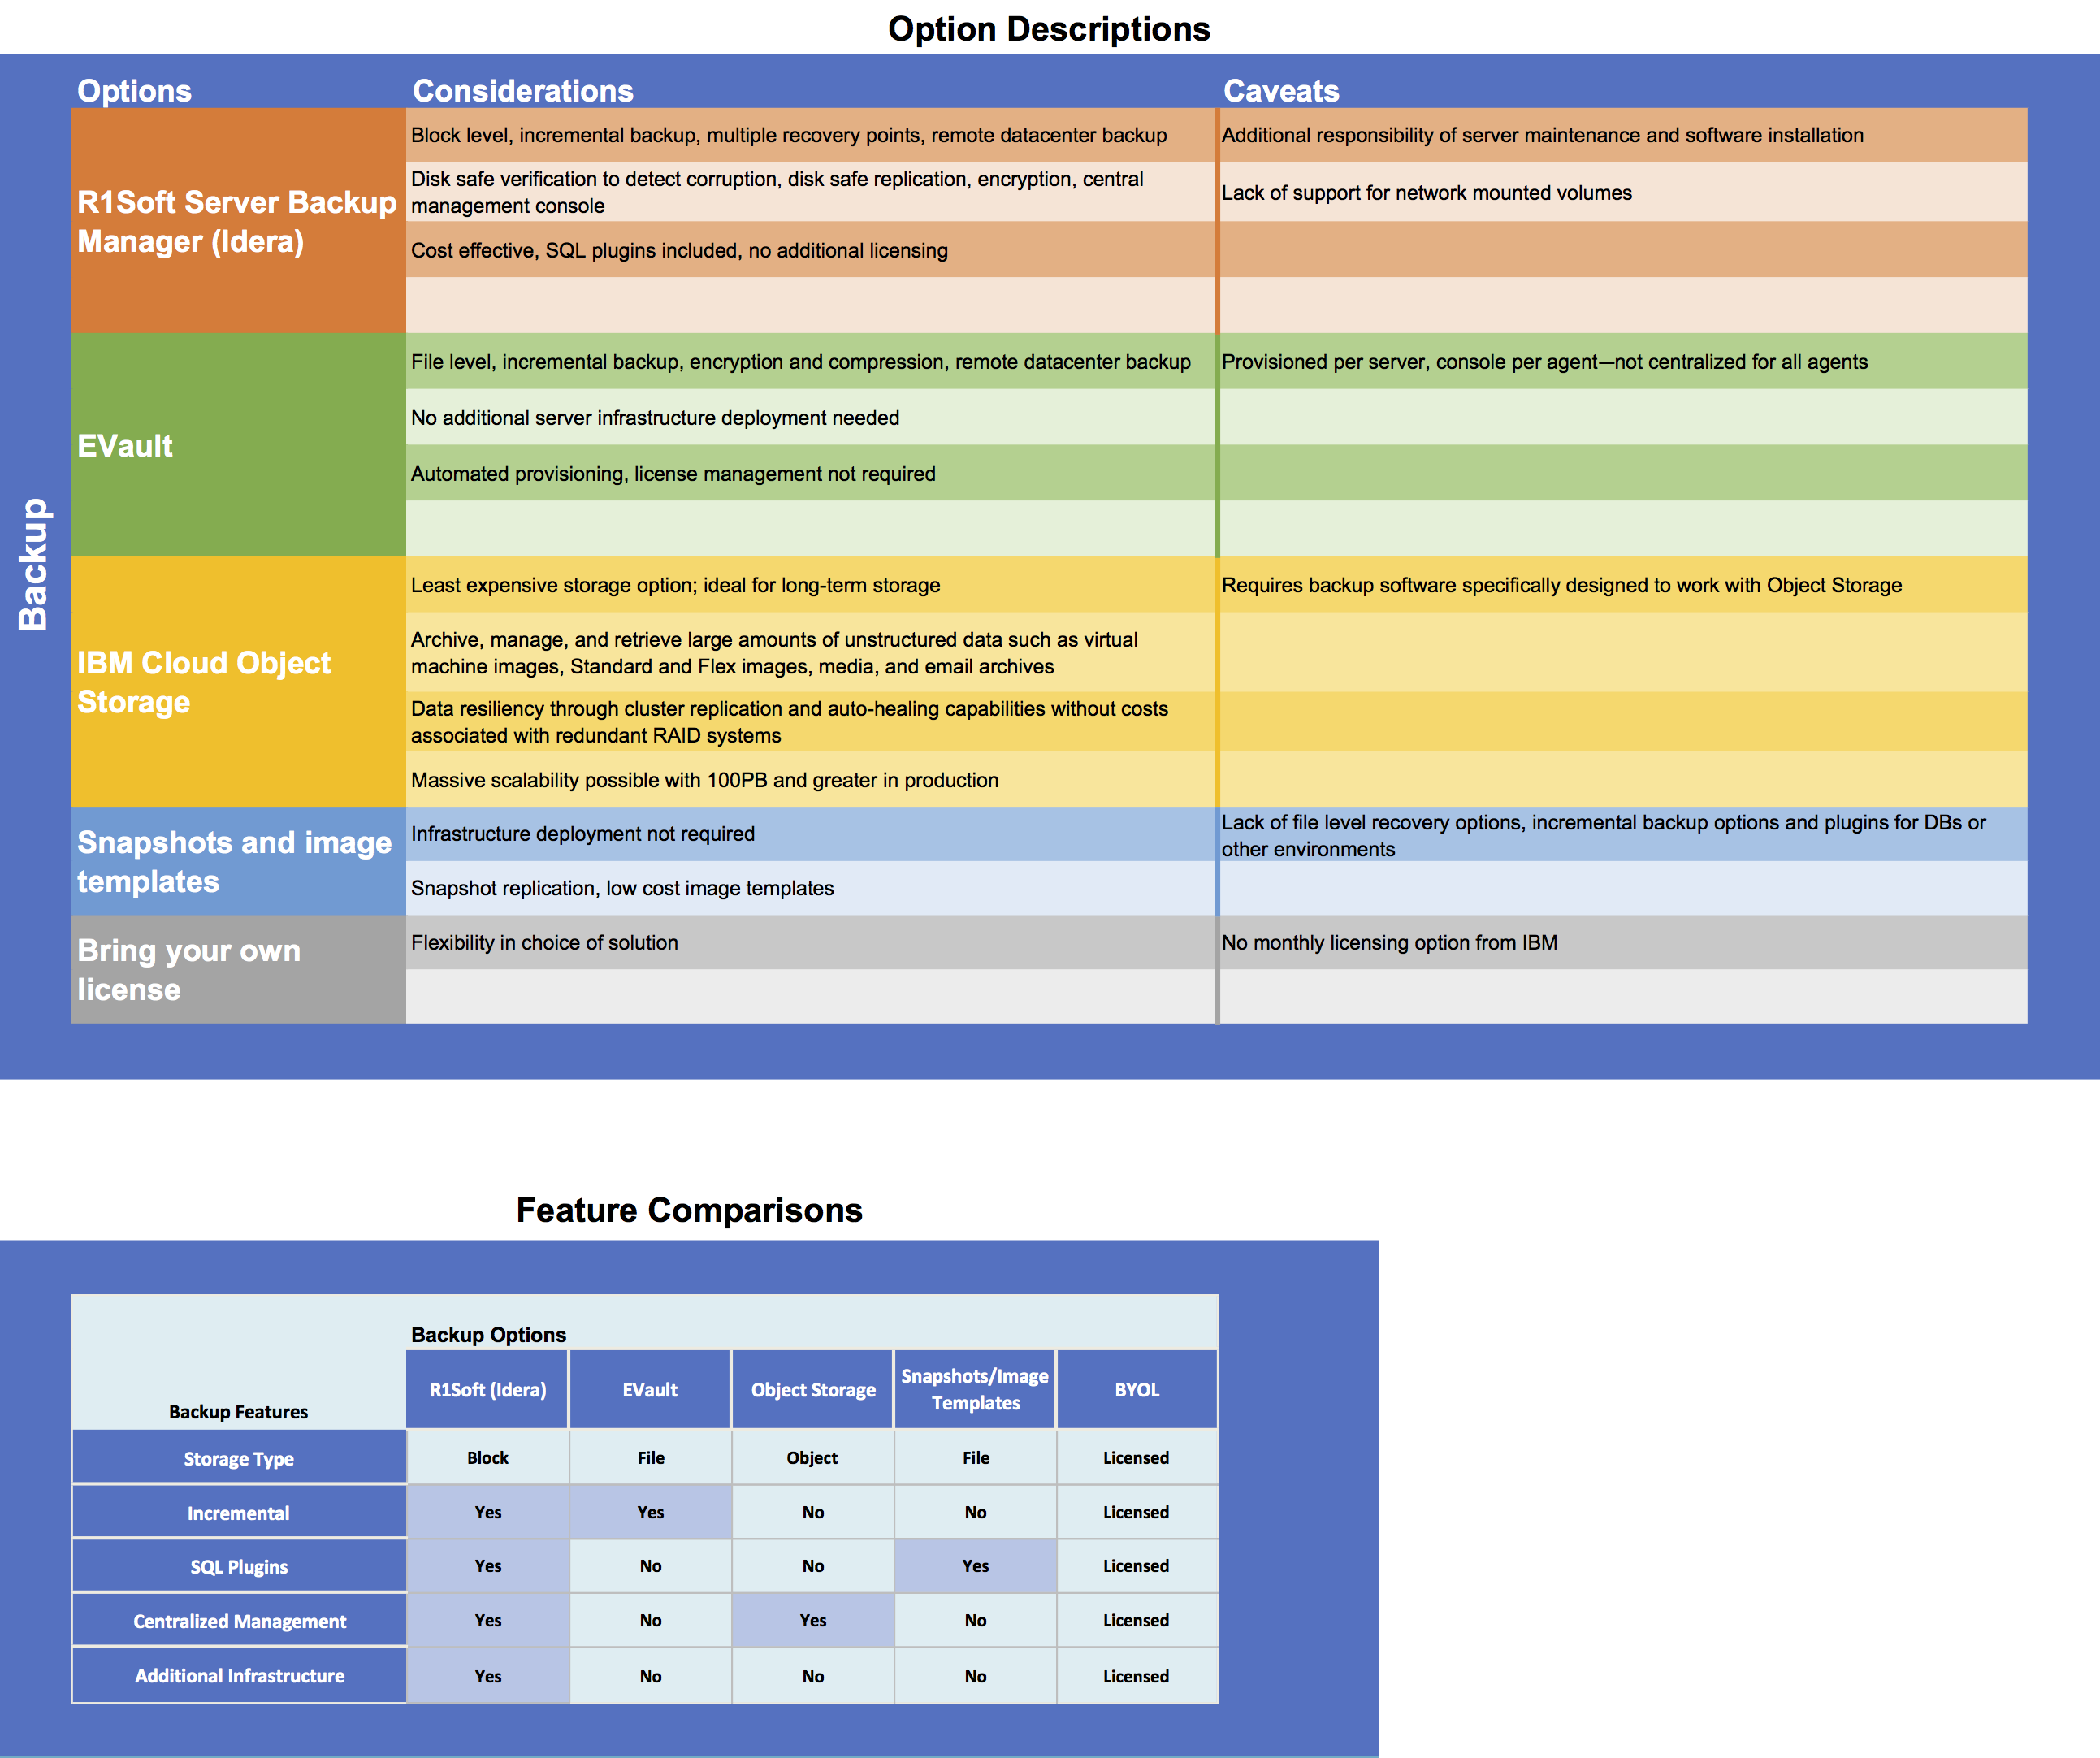 Option Descriptions
Options
Considerations
Caveats
Backup
R1Soft Server Backup
Manager (Idera)
Block level, incremental backup, multiple recovery points, remote datacenter backup
Additional responsibility of server maintenance and software installation
Disk safe verification to detect corruption, disk safe replication, encryption, central
management console
Lack of support for network mounted volumes
Cost effective, SQL plugins included, no additional licensing
EVault
File level, incremental backup, encryption and compression, remote datacenter backup
Provisioned per server, console per agent—not centralized for all agents
No additional server infrastructure deployment needed
Automated provisioning, license management not required
IBM Cloud Object
Storage
Least expensive storage option; ideal for long-term storage
Requires backup software specifically designed to work with Object Storage
Archive, manage, and retrieve large amounts of unstructured data such as virtual
machine images, Standard and Flex images, media, and email archives
Data resiliency through cluster replication and auto-healing capabilities without costs
associated with redundant RAID systems
Massive scalability possible with 100PB and greater in production
Snapshots and image
templates
Infrastructure deployment not required
Lack of file level recovery options, incremental backup options and plugins for DBs or
other environments
Snapshot replication, low cost image templates
Bring your own
license
Flexibility in choice of solution
No monthly licensing option from IBM
Feature Comparisons
Backup Options
Backup Features
R1Soft (Idera)
EVault
Object Storage
Snapshots/Image
Templates
BYOL
Storage Type
Block
File
Object
File
Licensed
Incremental
Yes
Yes
No
No
Licensed
SQL Plugins
Yes
No
No
Yes
Licensed
Centralized Management
Yes
No
Yes
No
Licensed
Additional Infrastructure
Yes
No
No
No
Licensed